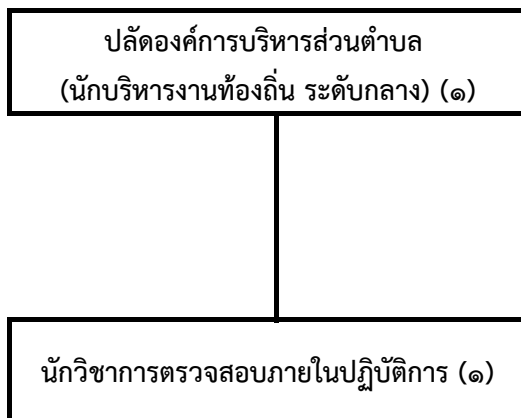 ปลัดองค์การบริหารส่วนตำบล
(นักบริหารงานท้องถิ่น ระดับกลาง) (๑)
นักวิชาการตรวจสอบภายในปฏิบัติการ (๑)